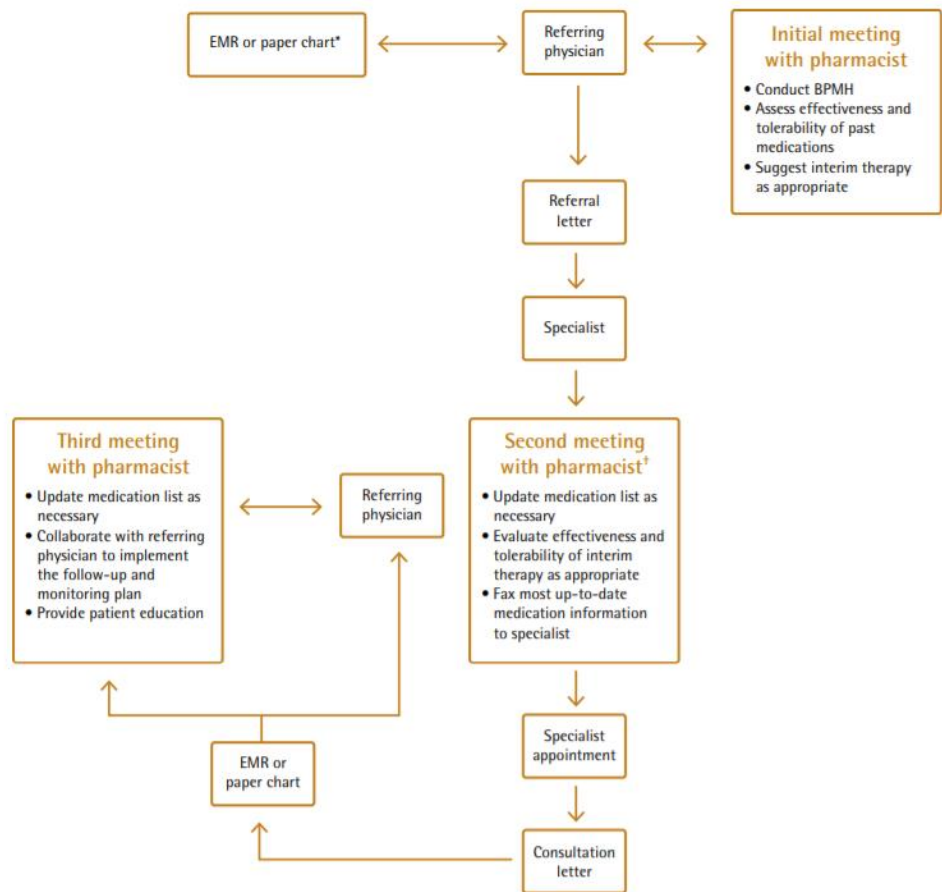 EMR or paper chart*
Referring
physician
Initial meeting
with pharmacist
• Conduct BPMH
• Assess effectiveness and
tolerability of past
medications
• Suggest interim therapy
as appropriate
Referral
letter
Specialist
Third meeting
with pharmacist
• Update medication list as
necessary
• Collaborate with referring
physician to implement
the follow-up and
monitoring plan
• Provide patient education
Referring
physician
Second meeting
with pharmacist†
• Update medication list as
necessary
• Evaluate effectiveness and
tolerability of interim
therapy as appropriate
• Fax most up-to-date
medication information
to specialist
Specialist
appointment
EMR or
paper chart
Consultation
letter